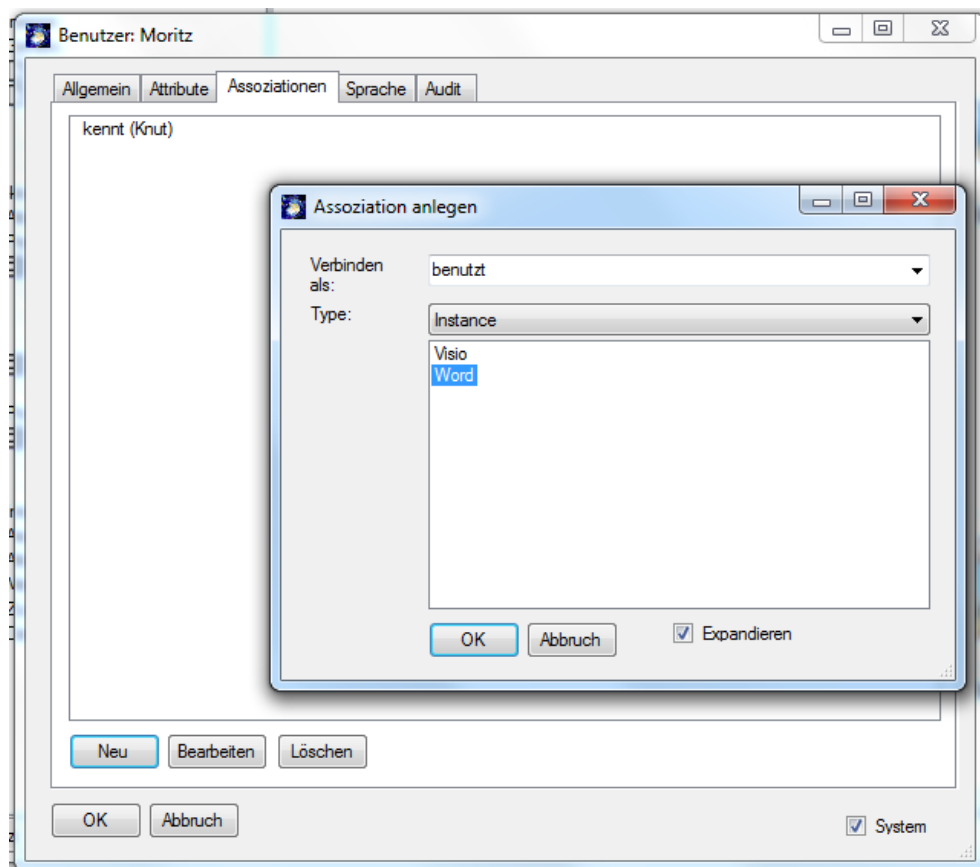 Benutzer: Moritz
Allgemein Attribute Assoziationen Sprache Audit
kennt (Knut)
Assoziation anlegen
Verbinden
als:
benutzt
Type:
Instance
Visio
Word
OK Abbruch Expandieren
Neu Bearbeiten Löschen
OK Abbruch System